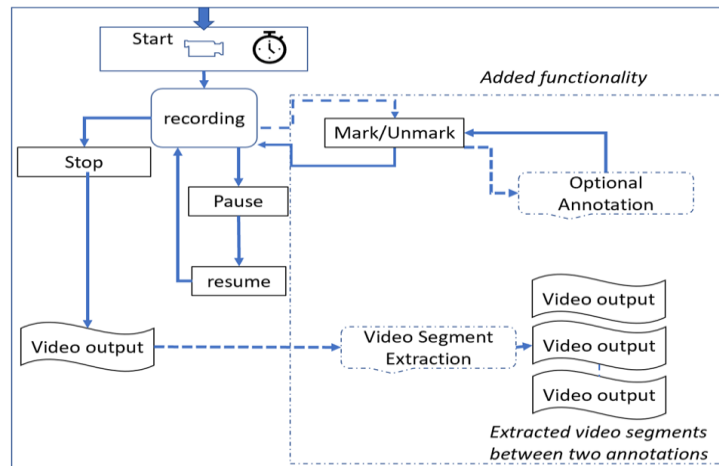 Start
Added functionality
recording
Mark/Unmark
Stop
Optional
Annotation
Pause
resume
Video output
Video output
Video Segment
Extraction
Video output
Video output
Extracted video segments
between two annotations